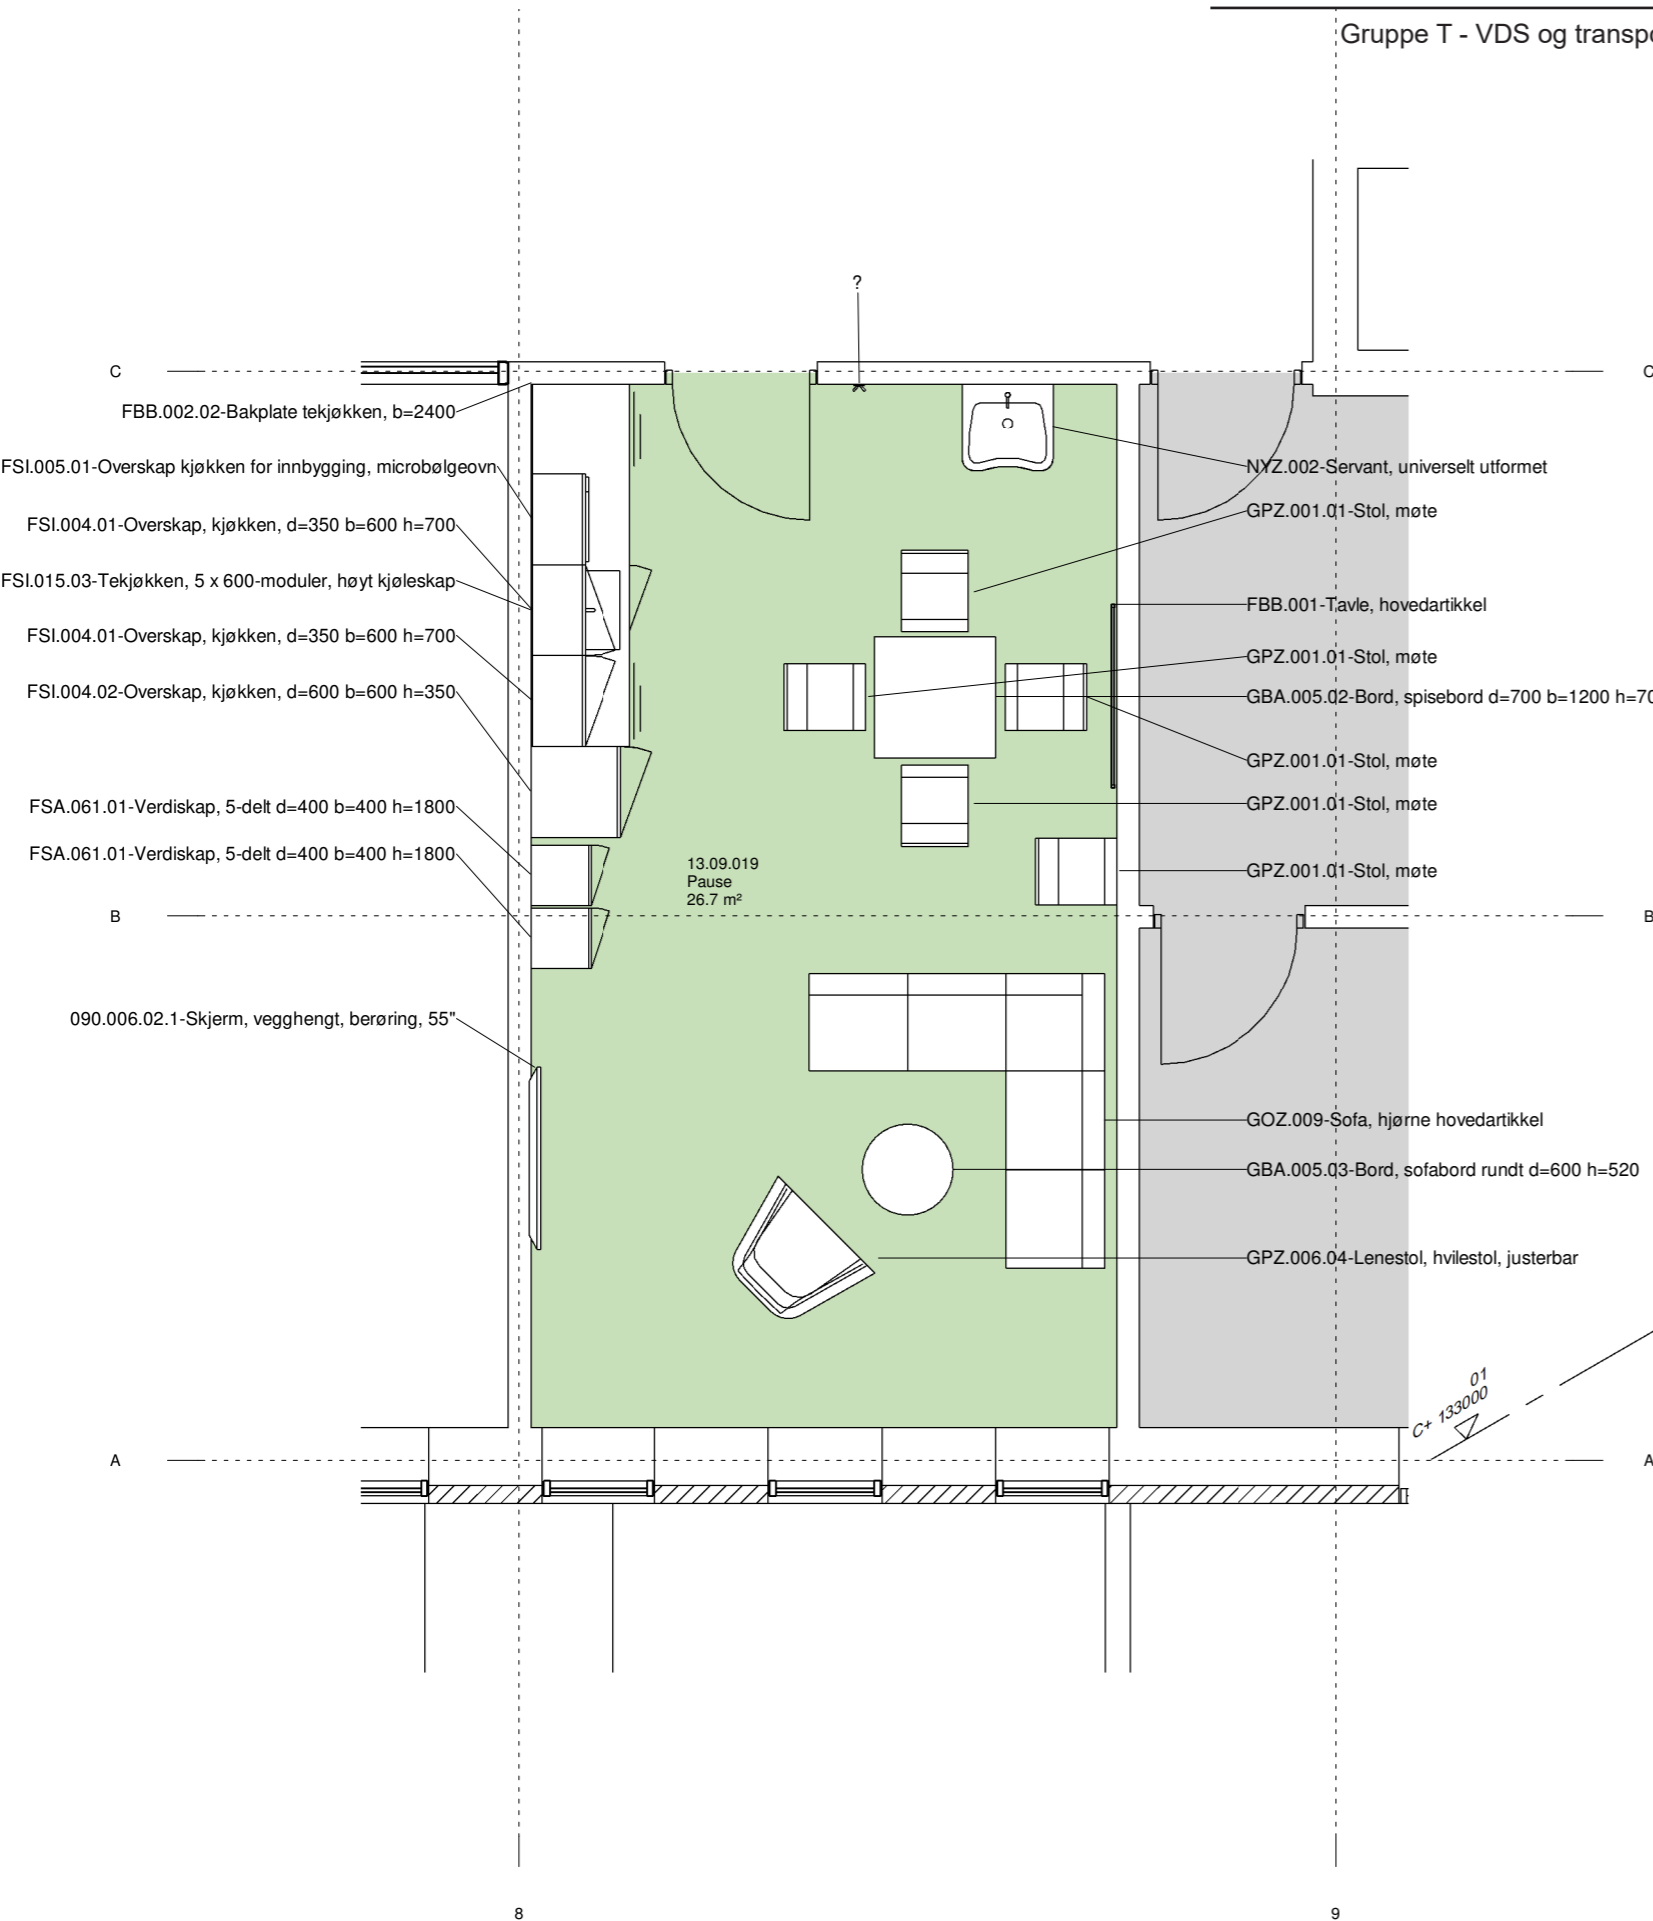 Gruppe T - VDS og transpo
?
C
C
FBB.002.02-Bakplate tekjøkken, b=2400
FSI.005.01-Overskap kjøkken for innbygging, microbølgeovn
NYZ.002-Servant, universelt utformet
FSI.004.01-Overskap, kjøkken, d=350 b=600 h=700
GPZ.001.01-Stol, møte
FSI.015.03-Tekjøkken, 5 x 600-moduler, høyt kjøleskap
FBB.001-Tavle, hovedartikkel
FSI.004.01-Overskap, kjøkken, d=350 b=600 h=700
GPZ.001.01-Stol, møte
FSI.004.02-Overskap, kjøkken, d=600 b=600 h=350
GBA.005.02-Bord, spisebord d=700 b=1200 h=70
GPZ.001.01-Stol, møte
FSA.061.01-Verdiskap, 5-delt d=400 b=400 h=1800
GPZ.001.01-Stol, møte
FSA.061.01-Verdiskap, 5-delt d=400 b=400 h=1800
13.09.019
Pause
26.7 m²
GPZ.001.01-Stol, møte
B
B
090.006.02.1-Skjerm, vegghengt, berøring, 55"
GOZ.009-Sofa, hjørne hovedartikkel
GBA.005.03-Bord, sofabord rundt d=600 h=520
GPZ.006.04-Lenestol, hvilestol, justerbar
01
C+ 133000
A
A
8
9